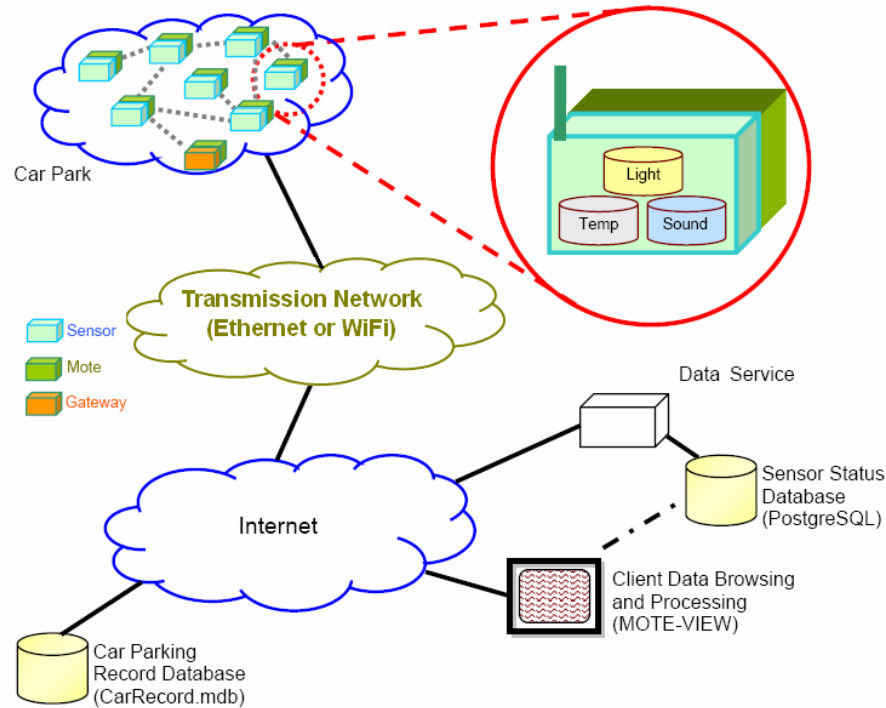 Car Park
Light
Temp
Sound
Transmission Network
(Ethernet or WiFi)
Sensor
Mote
Gateway
Data Service
Sensor Status
Database
(PostgreSQL)
Internet
Client Data Browsing
and Processing
(MOTE-VIEW)
Car Parking
Record Database
(CarRecord.mdb)